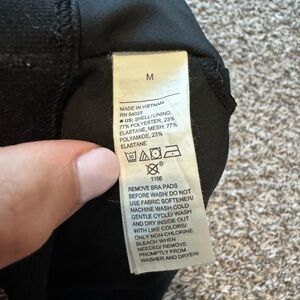 M
MADE IN VIETNAM
RN 54023
US: SHELL/LINING:
77% POLYESTER, 23%
ELASTANE, MESH: 77%
POLYAMIDE, 23%
ELASTANE
1166
REMOVE BRA PADS
BEFORE WASH/ DO NOT
USE FABRIC SOFTENER/
MACHINE WASH COLD
GENTLE CYCLE/ WASH
AND DRY INSIDE OUT
WITH LIKE COLORS/
ONLY NON-CHLORINE
BLEACH WHEN
NEEDED/ REMOVE
PROMPTLY FROM
WASHER AND DRYER/